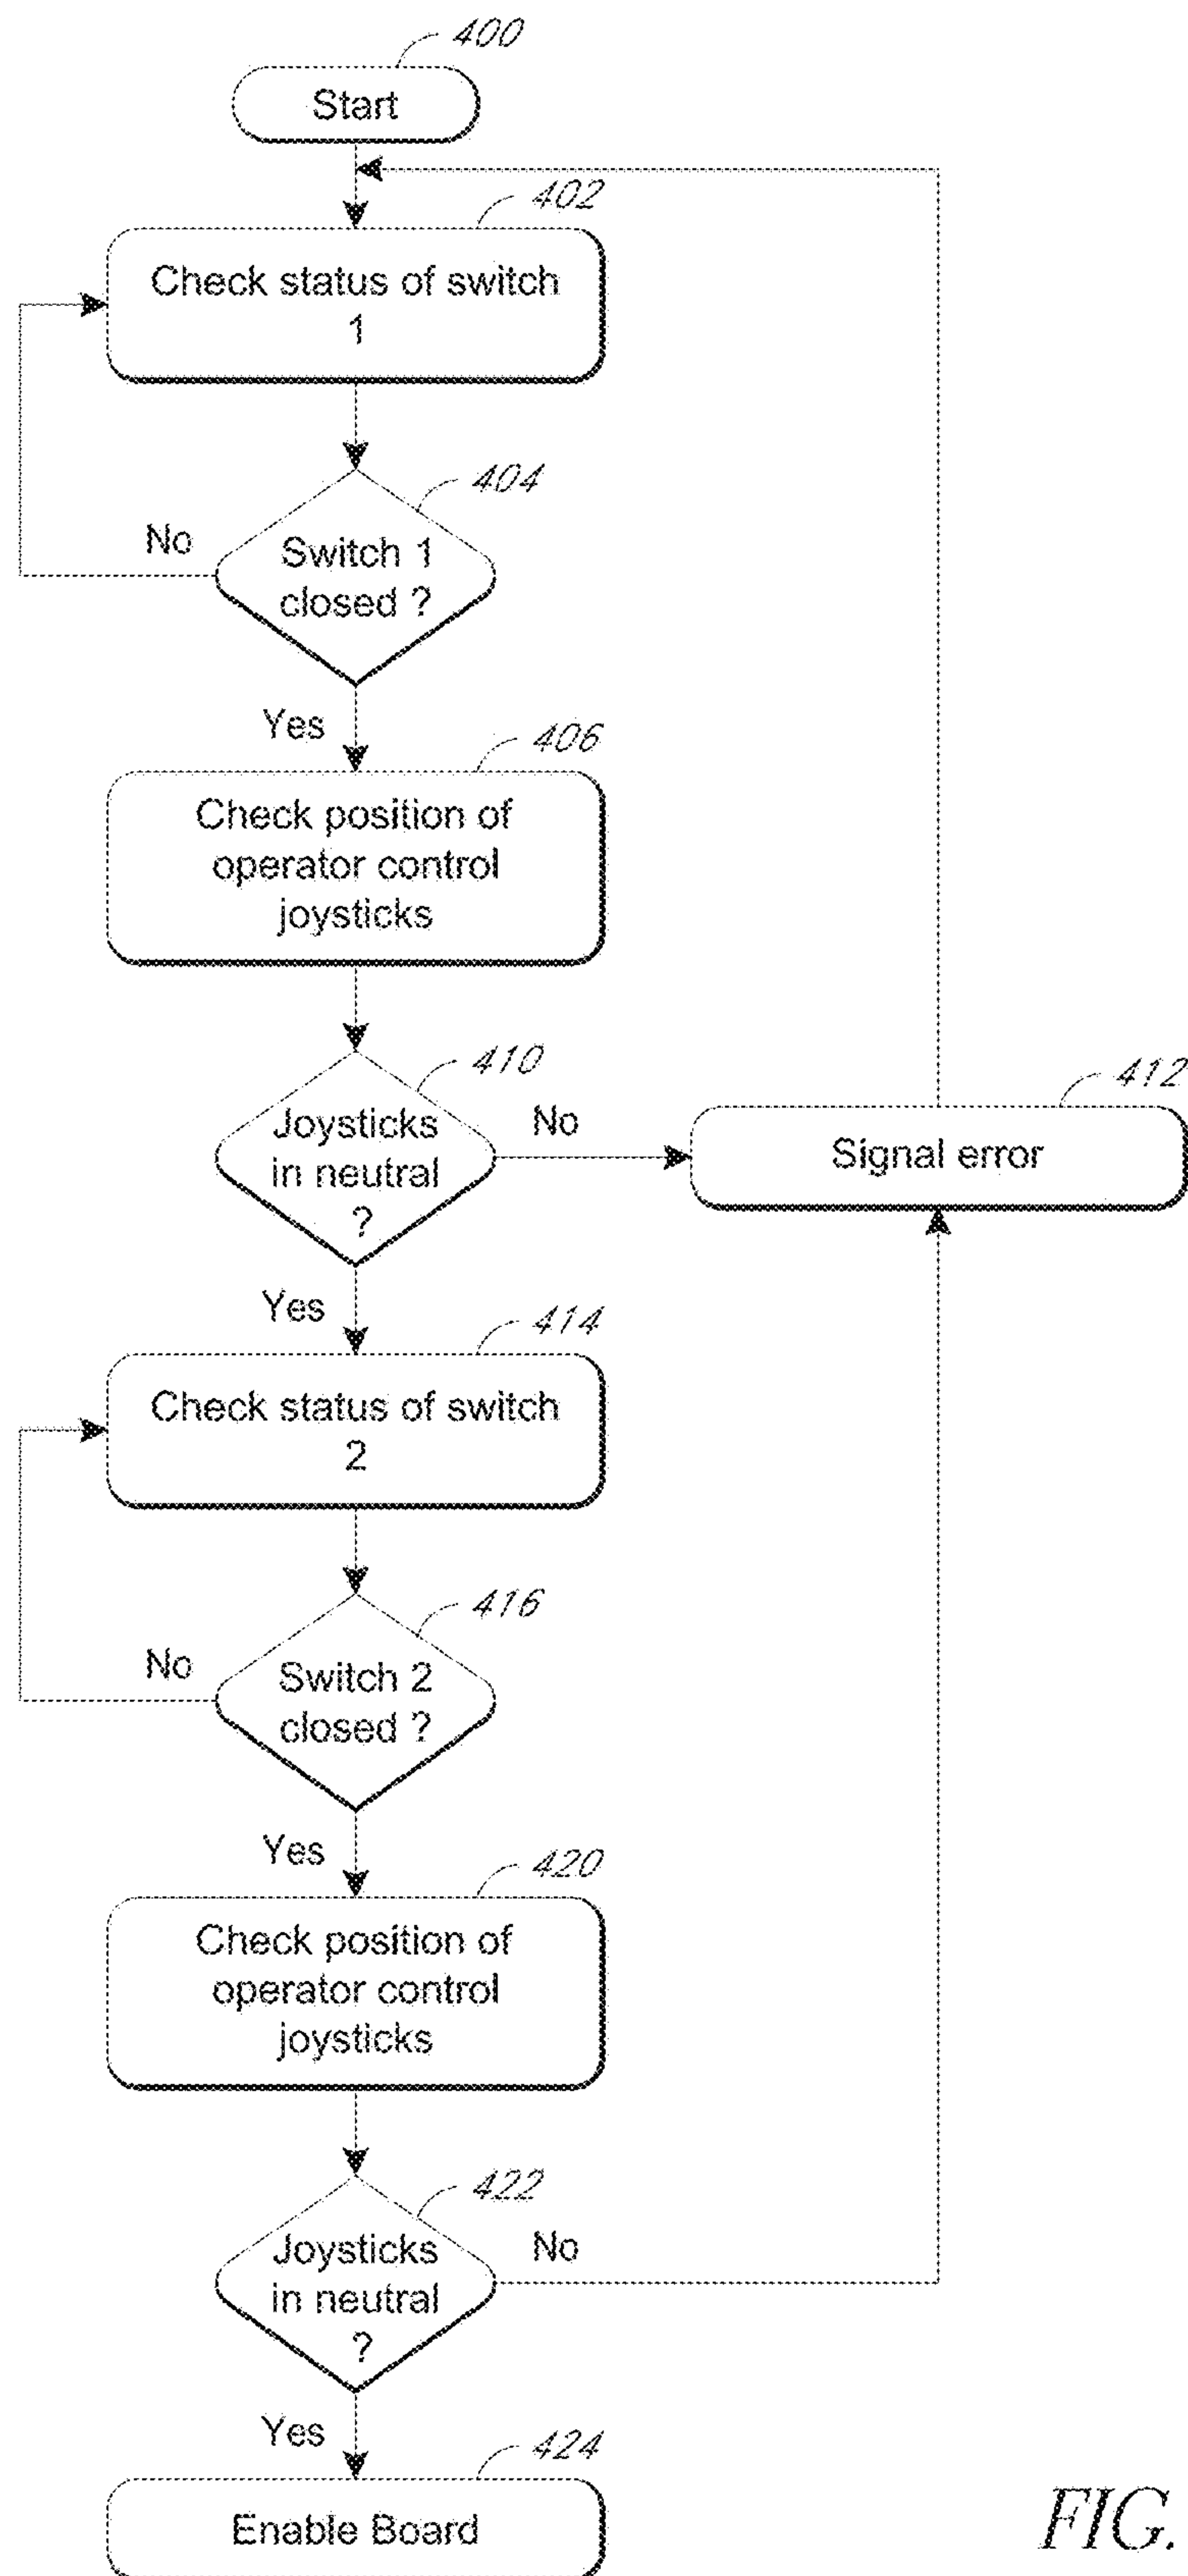 400
Start
402
Check status of switch
1
404
No
Switch 1
closed ?
Yes
406
Check position of
operator control
joysticks
410
Joysticks
in neutral
?
No
412
Signal error
Yes
414
Check status of switch
2
416
No
Switch 2
closed ?
Yes
420
Check position of
operator control
joysticks
422
Joysticks
in neutral
?
No
Yes
424
Enable Board
FIG.